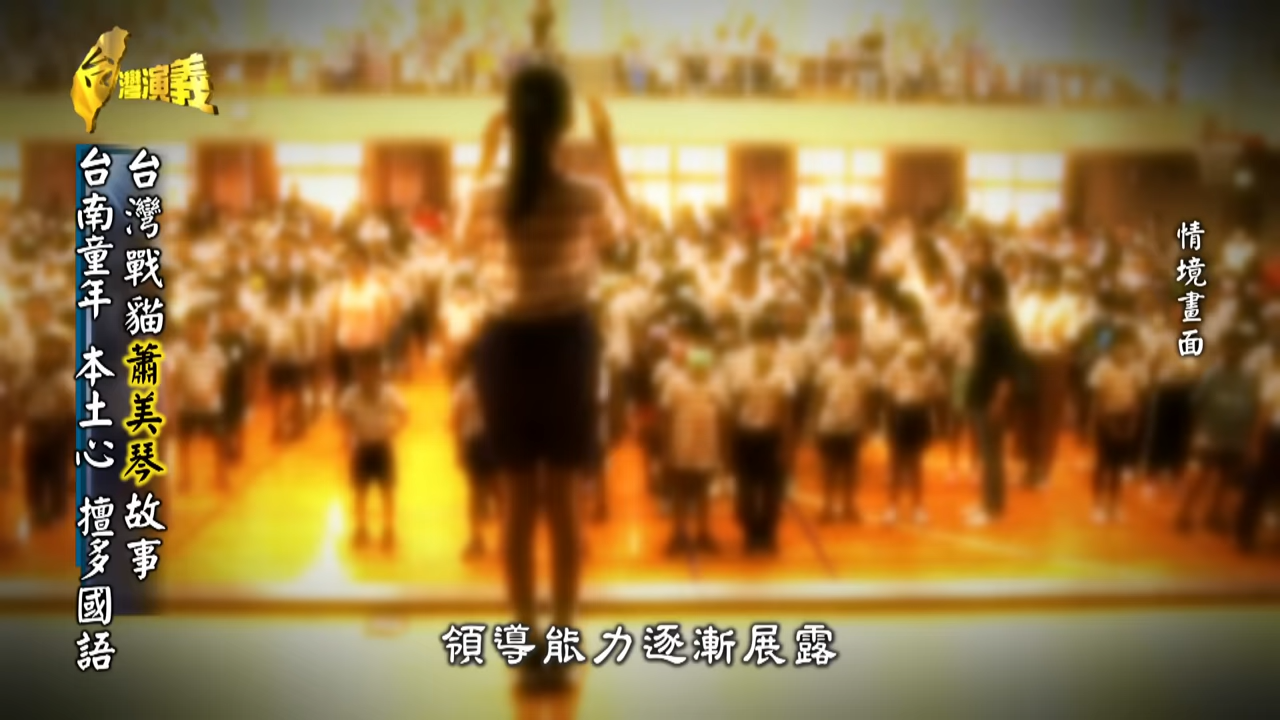 台灣演義
台灣戰貓蕭美琴故事
台南童年 本土心 擅多國語
情境畫面
領導能力逐漸展露